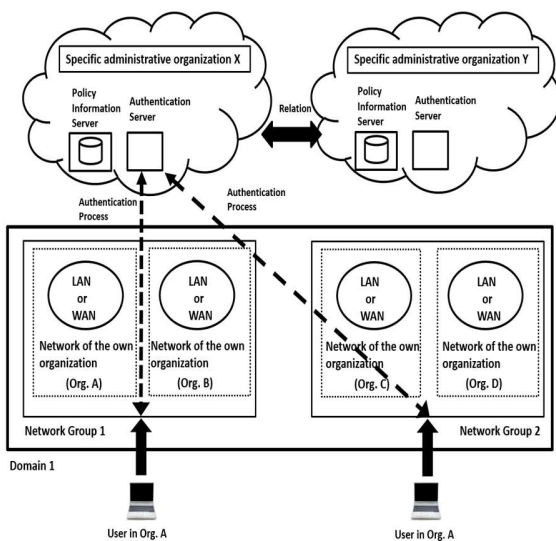 Specific administrative organization X
Specific administrative organization Y
Policy
Information
Server
Authentication
Server
Relation
Policy
Information
Server
Authentication
Server
Authentication
Process
Authentication
Process
LAN
or
WAN
Network of the own
organization
(Org. A)
LAN
or
WAN
Network of the own
organization
(Org. B)
LAN
or
WAN
Network of the own
organization
(Org. C)
LAN
or
WAN
Network of the own
organization
(Org. D)
Network Group 1
Network Group 2
Domain 1
User in Org. A
User in Org. A